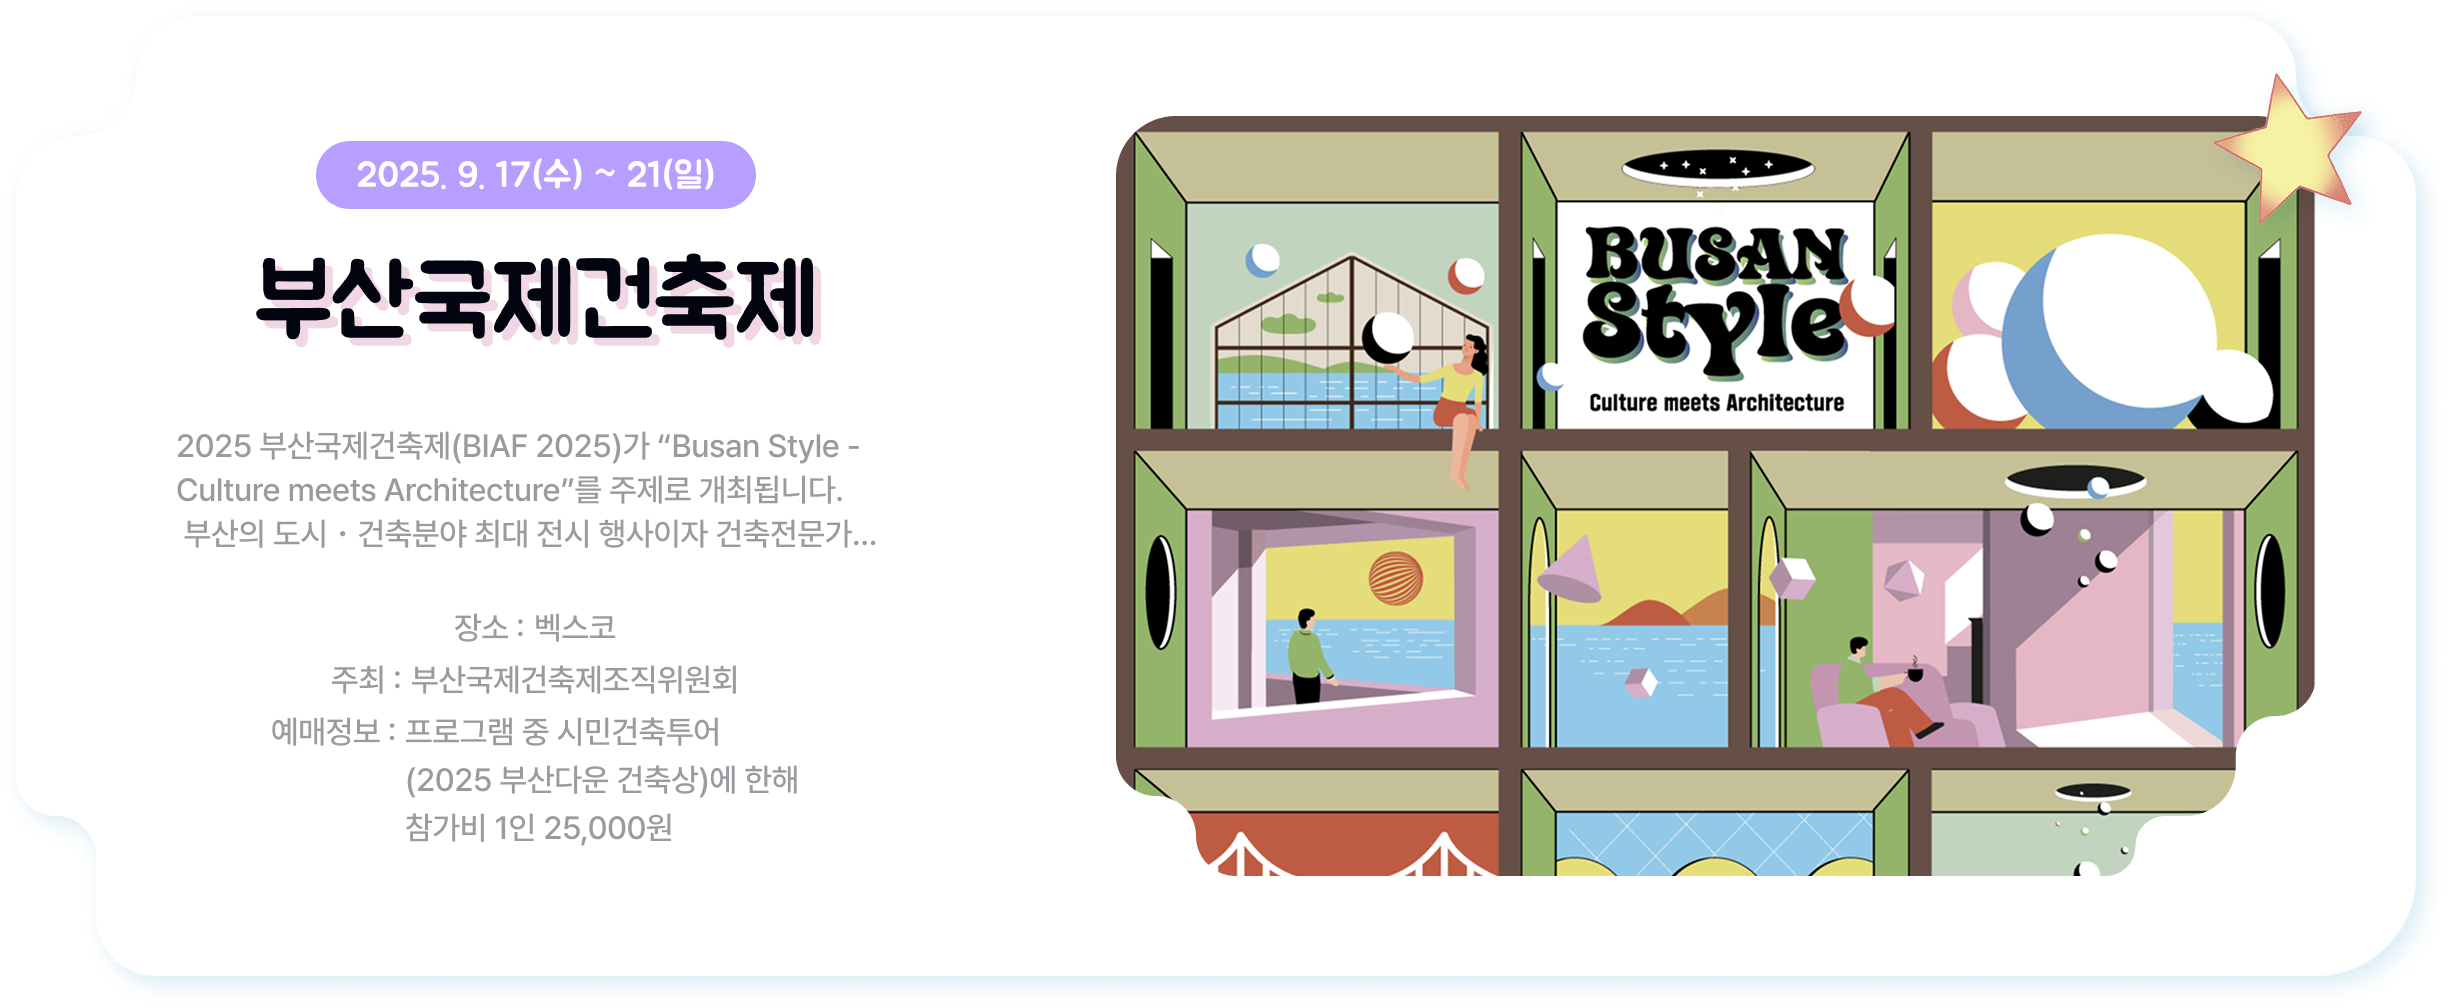 2025. 9. 17(수) ~ 21(일)
부산국제건축제
2025 부산국제건축제(BIAF 2025)가 “Busan Style -
Culture meets Architecture”를 주제로 개최됩니다.
부산의 도시・건축분야 최대 전시 행사이자 건축전문가...
장소 : 벡스코
주최 : 부산국제건축제조직위원회
예매정보 : 프로그램 중 시민건축투어
(2025 부산다운 건축상)에 한해
참가비 1인 25,000원
BUSAN
Style
Culture meets Architecture